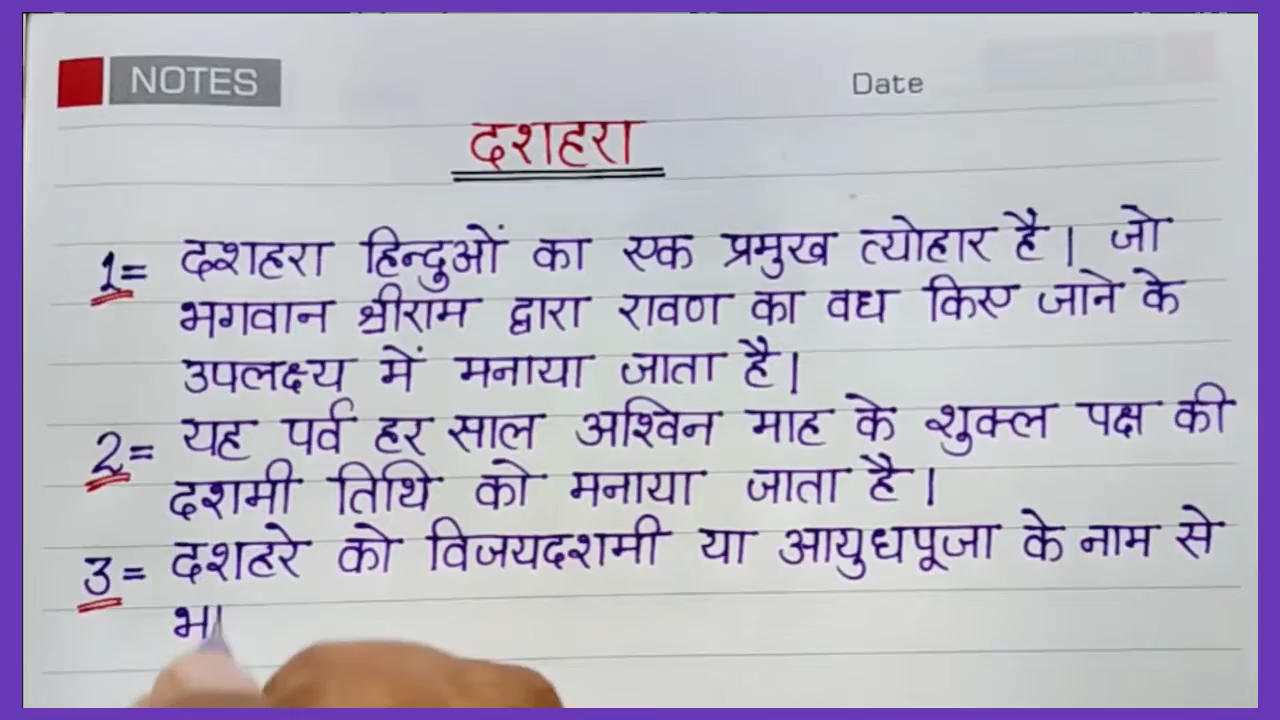 NOTES
Date
दशहरा
1= दशहरा हिन्दुओं का एक प्रमुख त्योहार है। जो
भगवान श्रीराम द्वारा रावण का वध किए जाने के
उपलक्ष्य में मनाया जाता है।
2= यह पर्व हर साल अश्विन माह के शुक्ल पक्ष की
दशमी तिथि को मनाया जाता है।
3= दशहरे को विजयदशमी या आयुधपूजा के नाम से
भा